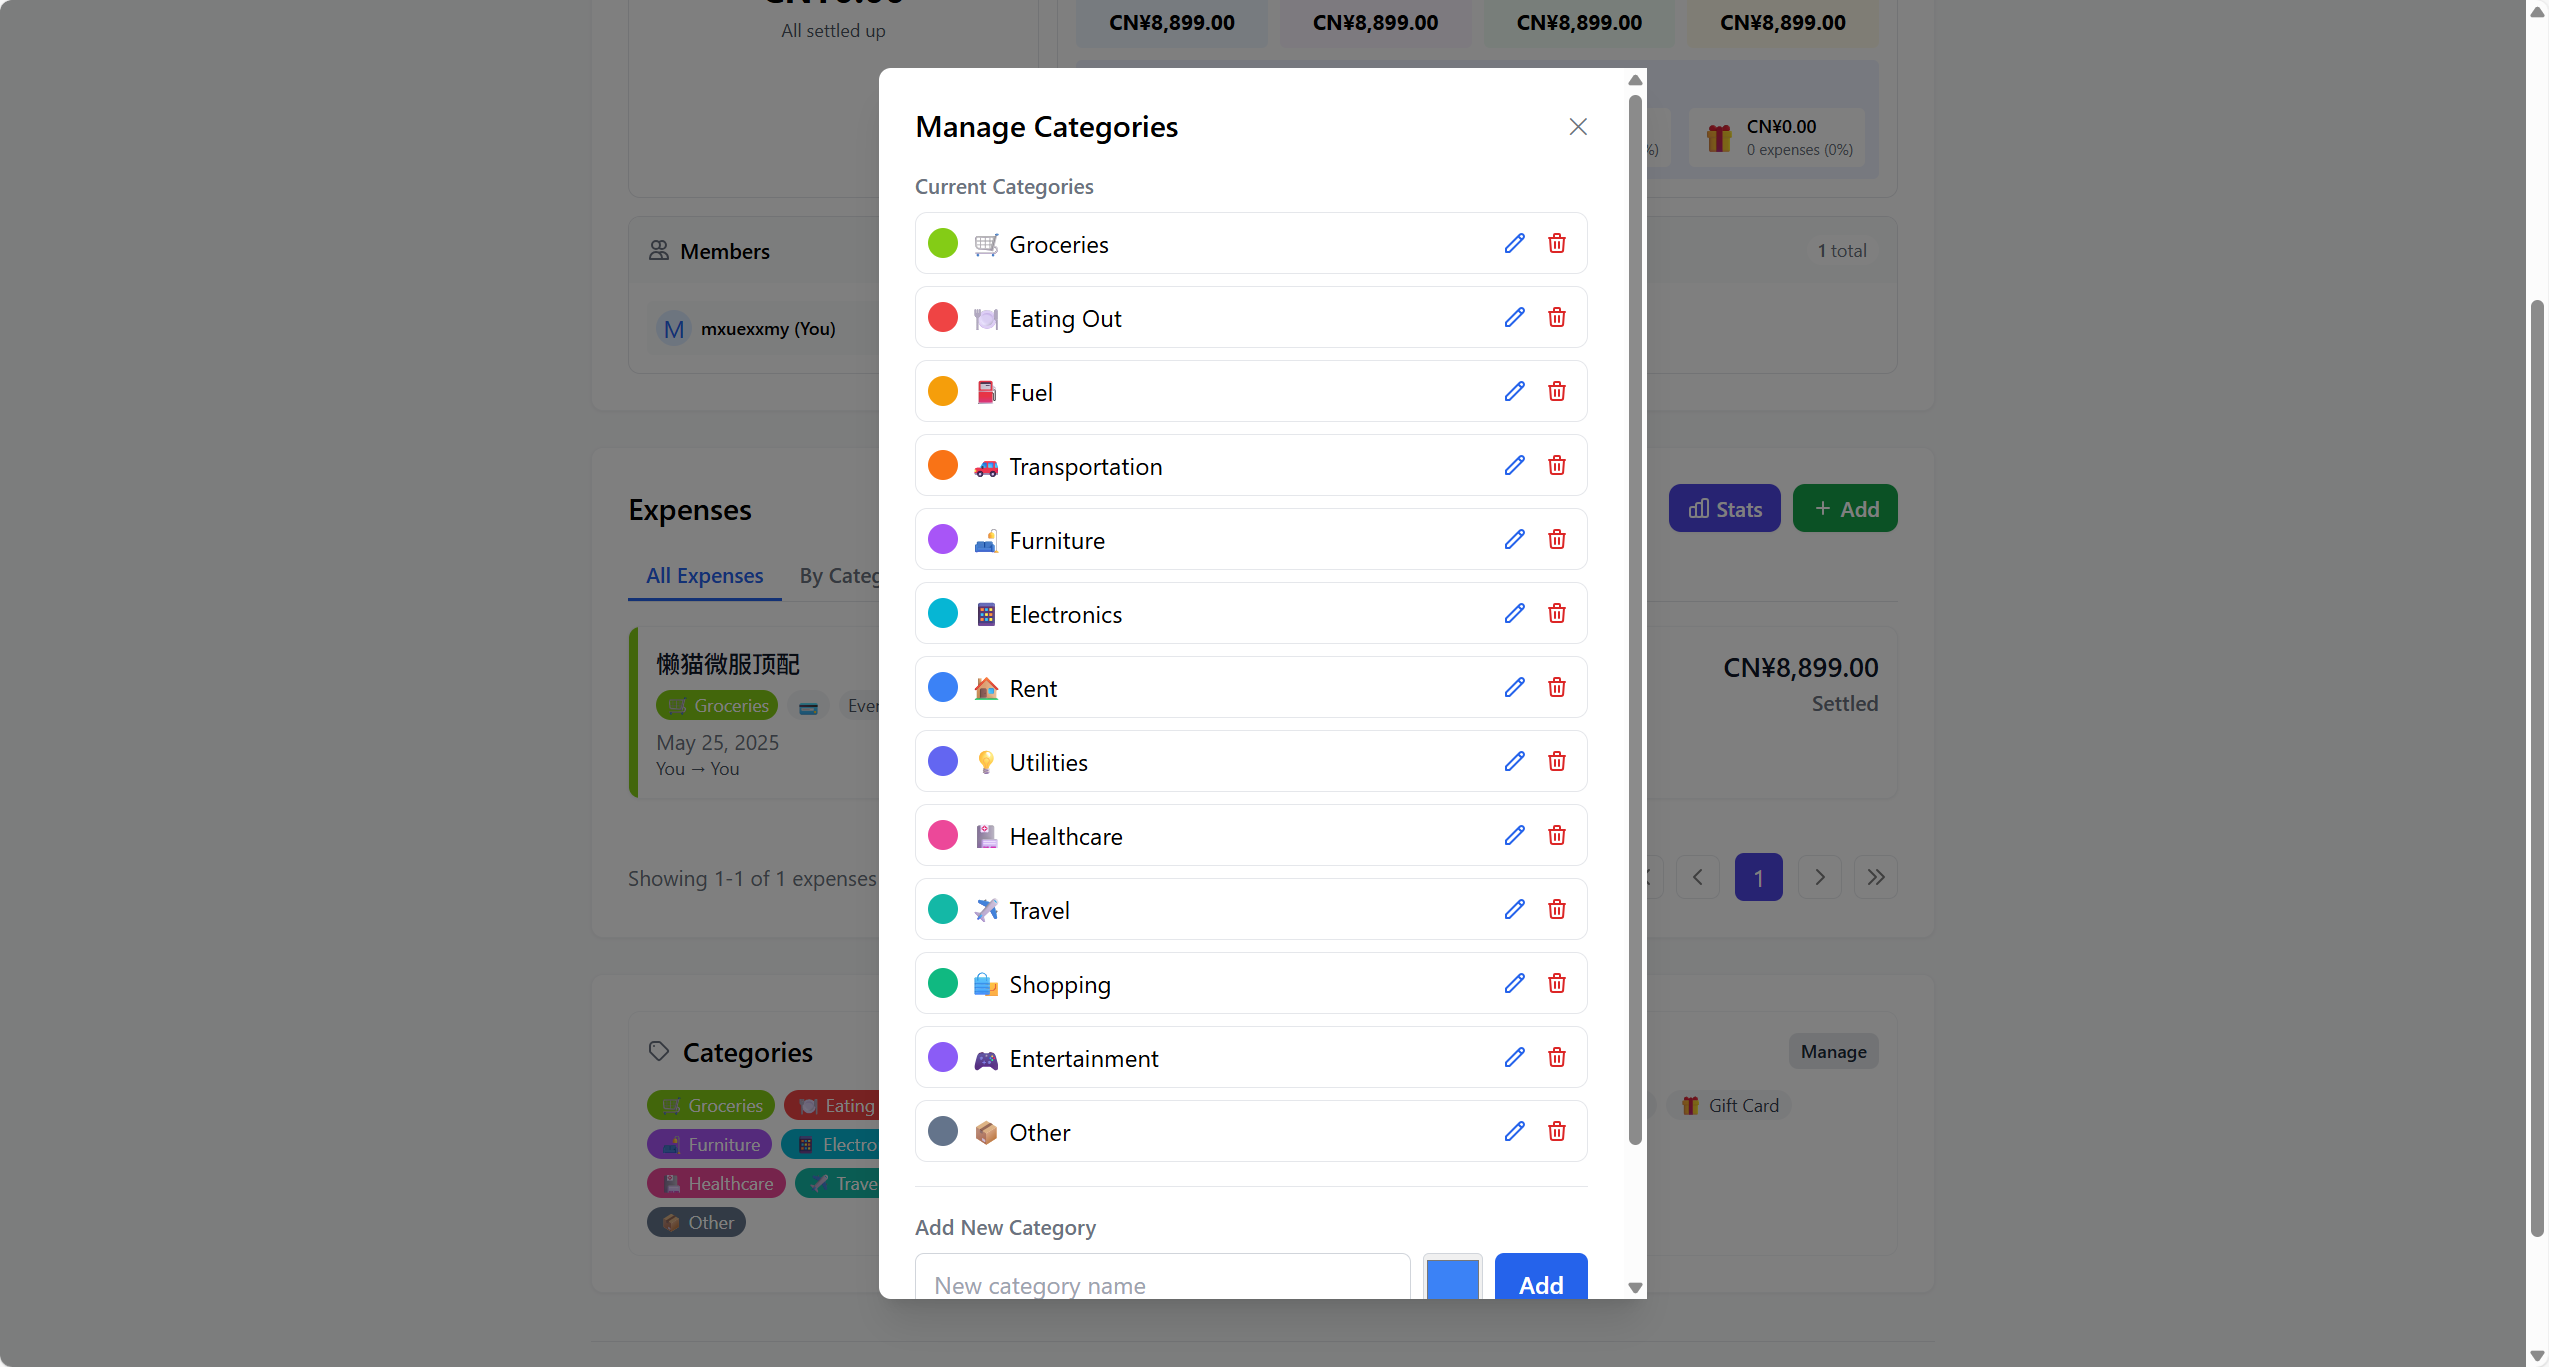 All settled up
CN¥8,899.00
CN¥8,899.00
CN¥8,899.00
CN¥8,899.00
CN¥0.00
0 expenses (0%)
Members
1 total
M
mxuexxmy (You)
Expenses
Stats
+ Add
All Expenses
By Categ
懒猫微服顶配
Groceries
May 25, 2025
You → You
CN¥8,899.00
Settled
Showing 1-1 of 1 expenses
1
Categories
Manage
Groceries
Eating
Furniture
Electro
Healthcare
Trave
Other
Gift Card
Manage Categories
Current Categories
Groceries
Eating Out
Fuel
Transportation
Furniture
Electronics
Rent
Utilities
Healthcare
Travel
Shopping
Entertainment
Other
Add New Category
New category name
Add